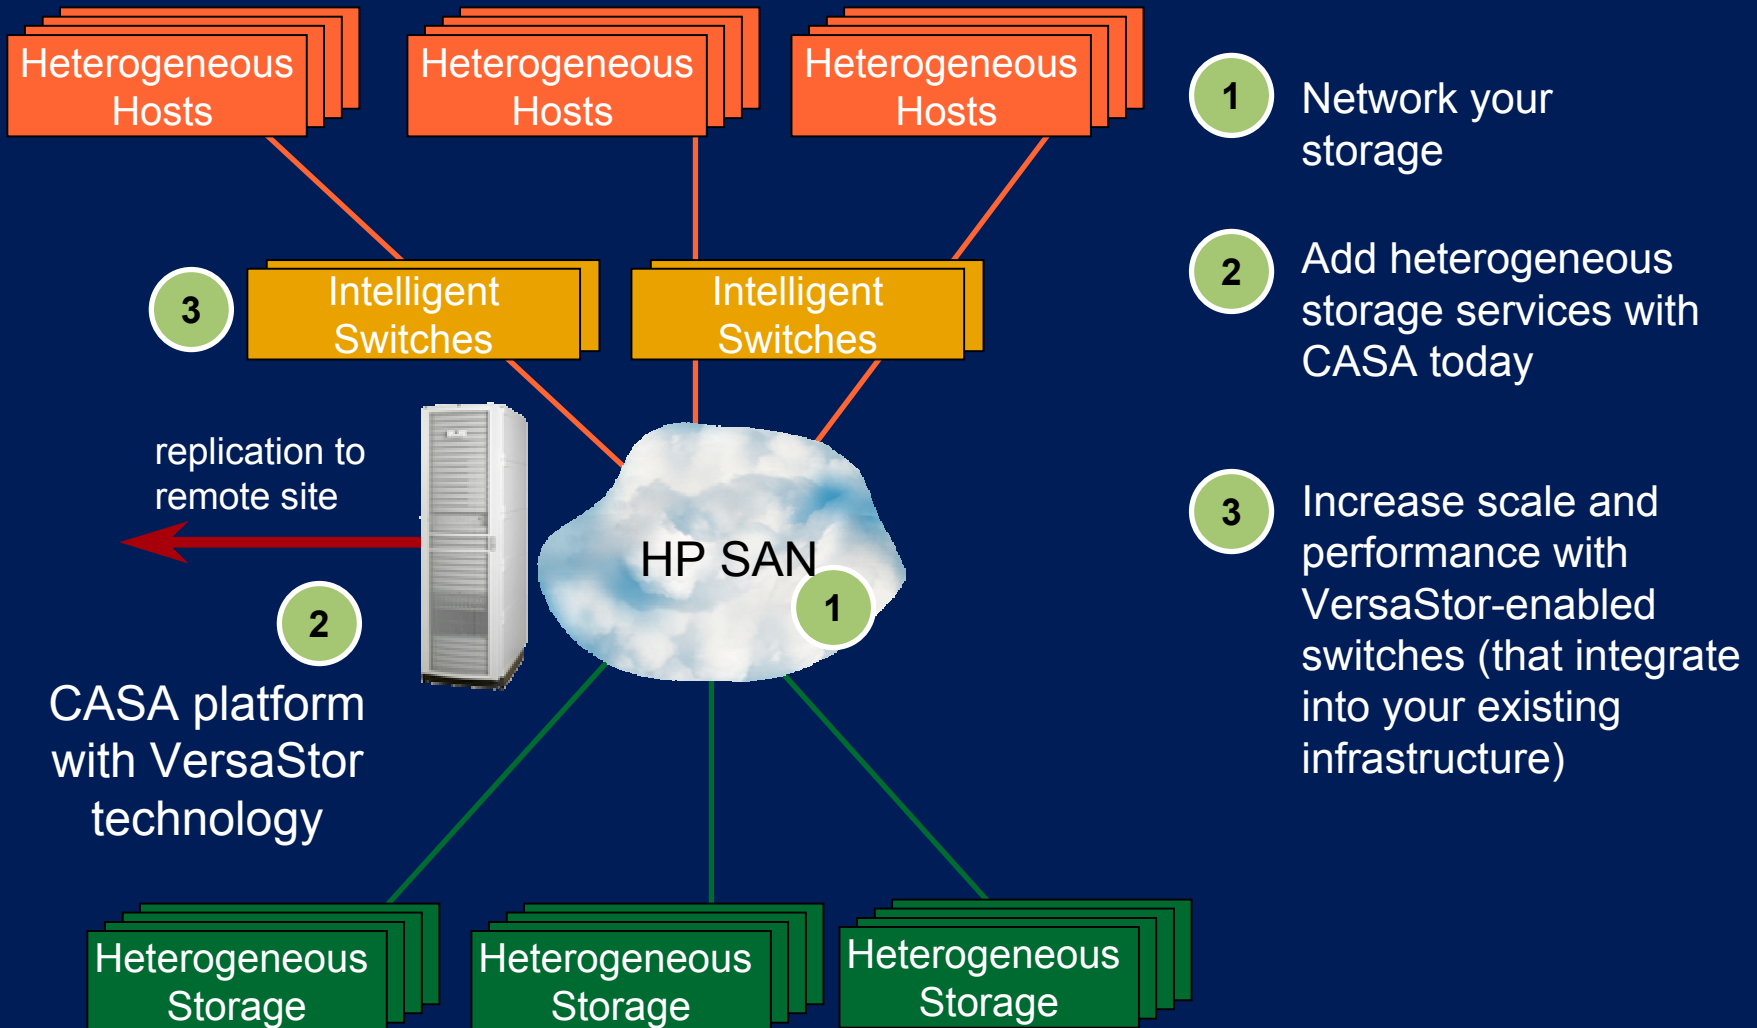 Heterogeneous
Hosts
Heterogeneous
Hosts
Heterogeneous
Hosts
1
Network your
storage
2
Add heterogeneous
storage services with
CASA today
3
Intelligent
Switches
Intelligent
Switches
replication to
remote site
HP SAN
1
2
CASA platform
with VersaStor
technology
3
Increase scale and
performance with
VersaStor-enabled
switches (that integrate
into your existing
infrastructure)
Heterogeneous
Storage
Heterogeneous
Storage
Heterogeneous
Storage